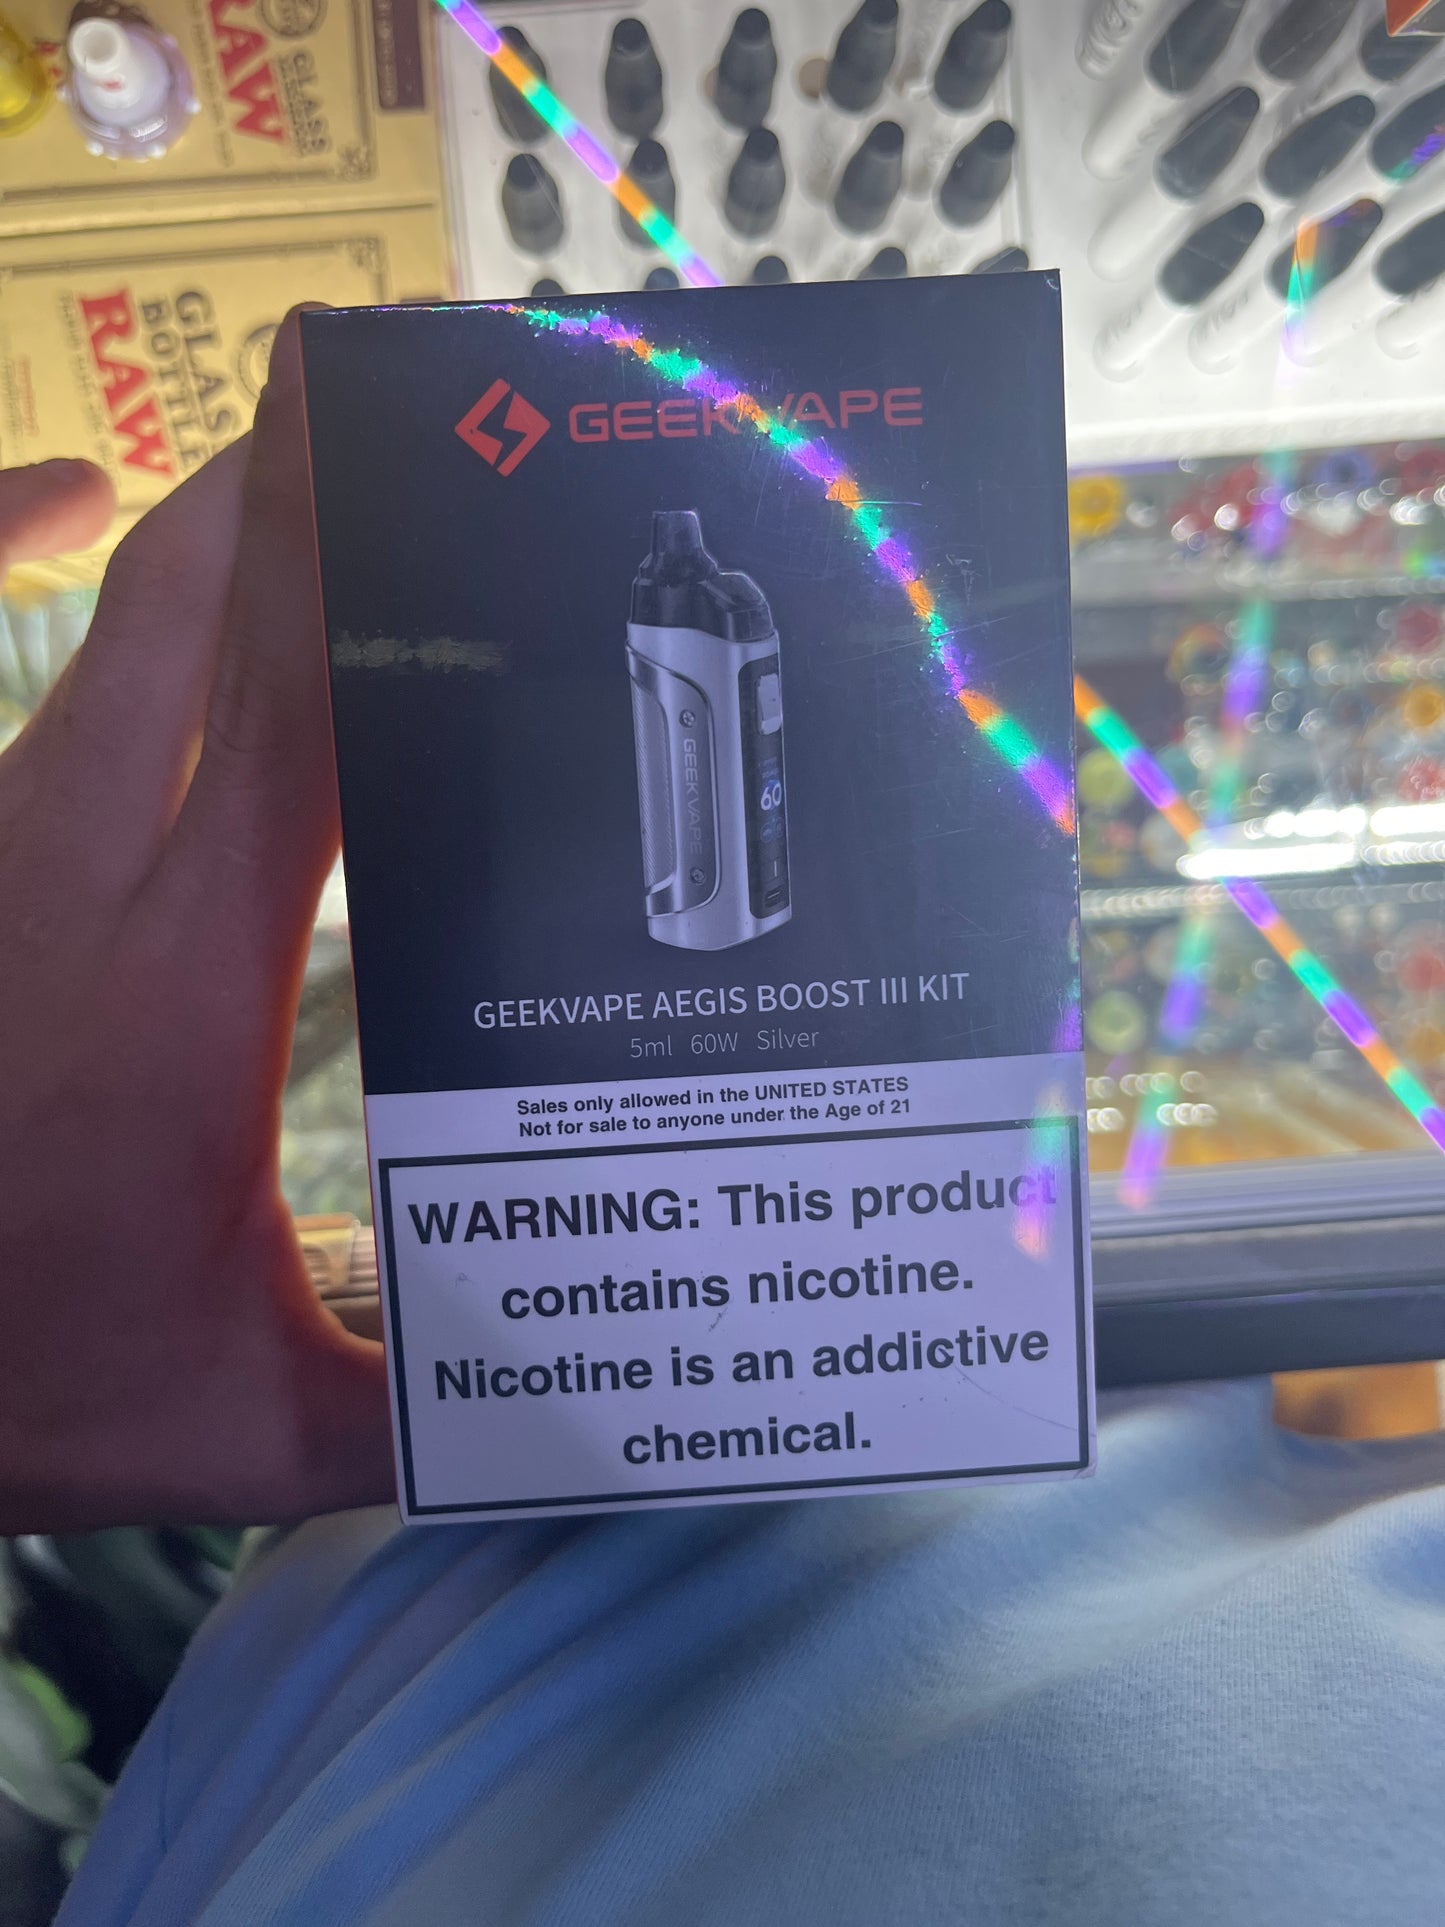 RAW
GLASS
GLASS
BOTTLE
RAW
GEEKVAPE
GEEKVAPE
60
GEEKVAPE AEGIS BOOST III KIT
5ml 60W Silver
Sales only allowed in the UNITED STATES
Not for sale to anyone under the Age of 21
WARNING: This product
contains nicotine.
Nicotine is an addictive
chemical.